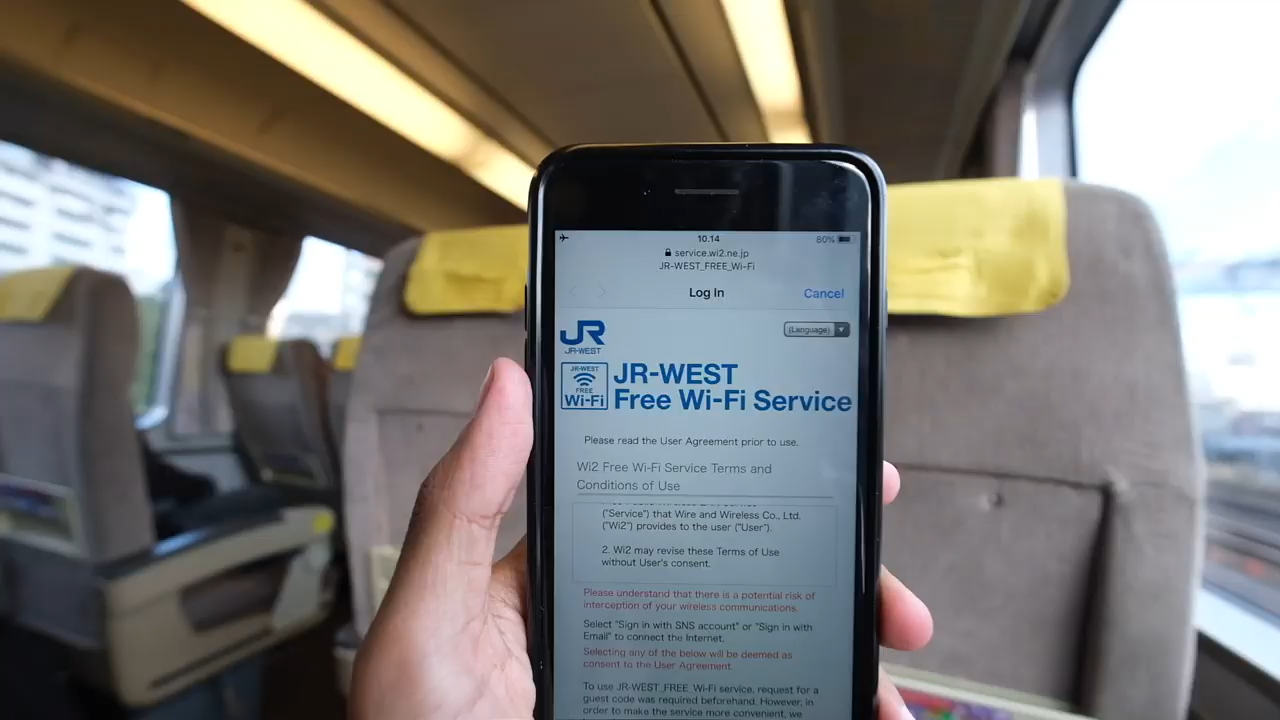 10.14
80%
service.wi2.ne.jp
JR-WEST_FREE_Wi-Fi
Log In
Cancel
JR
JR-WEST
(Language)
JR-WEST
FREE
Wi-Fi
JR-WEST
Free Wi-Fi Service
Please read the User Agreement prior to use.
Wi2 Free Wi-Fi Service Terms and
Conditions of Use
("Service") that Wire and Wireless Co., Ltd.
("Wi2") provides to the user ("User").
2. Wi2 may revise these Terms of Use
without User's consent.
Please understand that there is a potential risk of
interception of your wireless communications.
Select "Sign in with SNS account" or "Sign in with
Email" to connect the Internet.
Selecting any of the below will be deemed as
consent to the User Agreement.
To use JR-WEST_FREE_Wi-Fi service, request for a
guest code was required beforehand. However, in
order to make the service more convenient, we